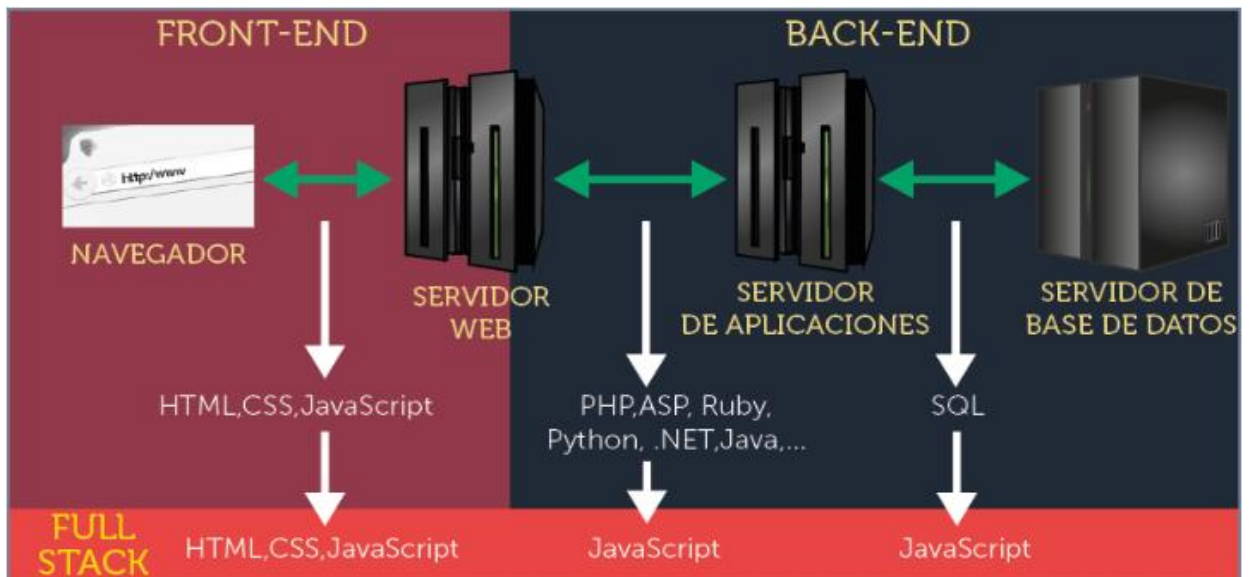 FRONT-END
BACK-END
http://www
NAVEGADOR
SERVIDOR
WEB
SERVIDOR
DE APLICACIONES
SERVIDOR DE
BASE DE DATOS
HTML,CSS,JavaScript
PHP,ASP, Ruby,
Python, .NET,Java,...
SQL
FULL
STACK
HTML,CSS,JavaScript
JavaScript
JavaScript